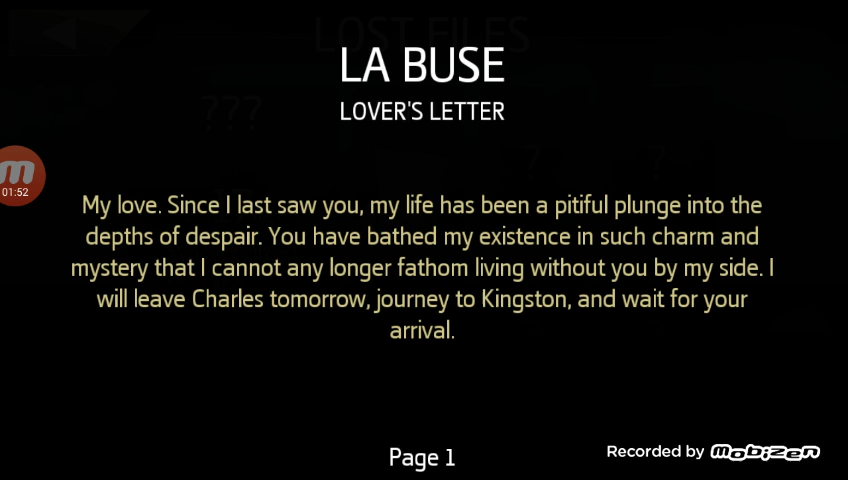 LOST FILES
LA BUSE
LOVER'S LETTER
???
?
?
01:52
My love. Since I last saw you, my life has been a pitiful plunge into the
depths of despair. You have bathed my existence in such charm and
mystery that I cannot any longer fathom living without you by my side. I
will leave Charles tomorrow, journey to Kingston, and wait for your
arrival.
Page 1
Recorded by Mobizen